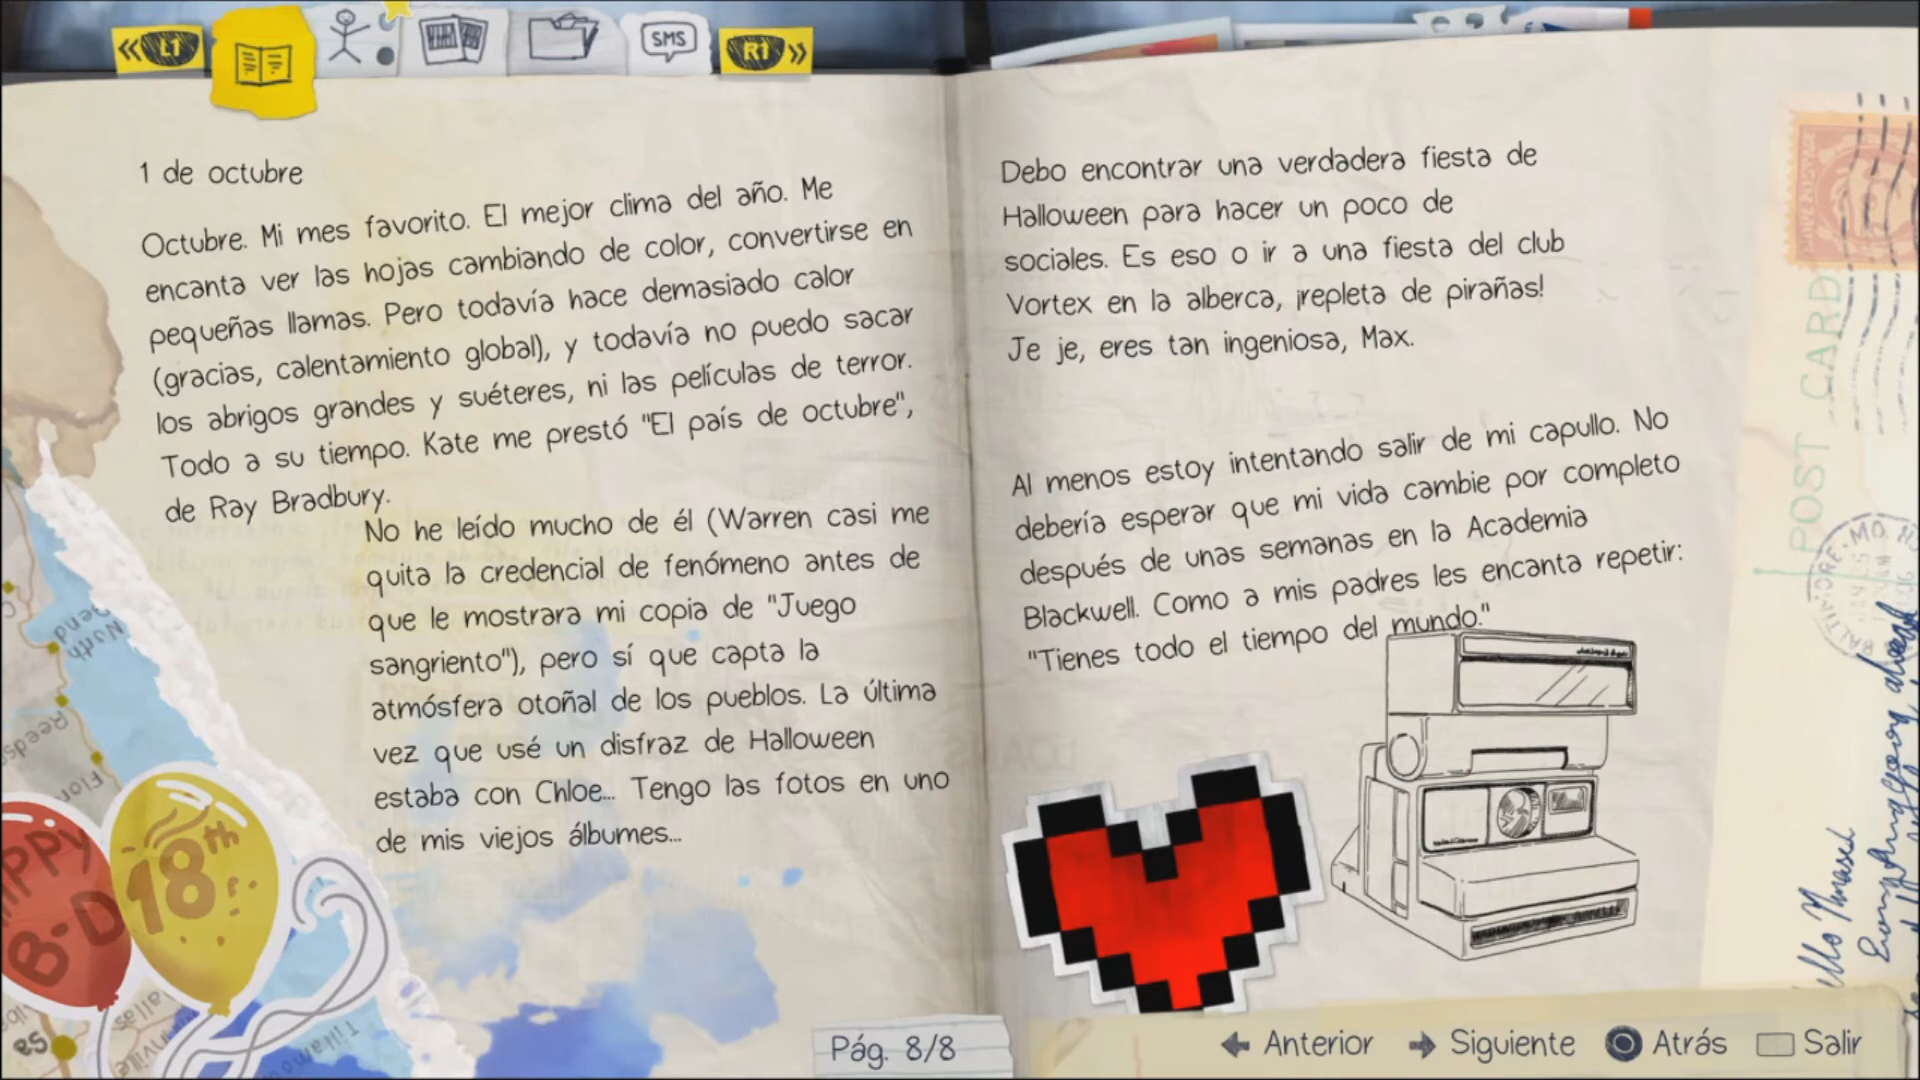 L1
SMS
R1
1 de octubre
Octubre. Mi mes favorito. El mejor clima del año. Me
encanta ver las hojas cambiando de color, convertirse en
pequeñas llamas. Pero todavía hace demasiado calor
(gracias, calentamiento global), y todavía no puedo sacar
los abrigos grandes y suéteres, ni las películas de terror.
Todo a su tiempo. Kate me prestó "El país de octubre",
de Ray Bradbury.
No he leído mucho de él (Warren casi me
quita la credencial de fenómeno antes de
que le mostrara mi copia de "Juego
sangriento"), pero sí que capta la
atmósfera otoñal de los pueblos. La última
vez que usé un disfraz de Halloween
estaba con Chloe... Tengo las fotos en uno
de mis viejos álbumes...
Debo encontrar una verdadera fiesta de
Halloween para hacer un poco de
sociales. Es eso o ir a una fiesta del club
Vortex en la alberca, ¡repleta de pirañas!
Je je, eres tan ingeniosa, Max.
Al menos estoy intentando salir de mi capullo. No
debería esperar que mi vida cambie por completo
después de unas semanas en la Academia
Blackwell. Como a mis padres les encanta repetir:
"Tienes todo el tiempo del mundo."
POST CARD
North
Bend
HAPPY
B-D
18th
Pág. 8/8
Anterior
Siguiente
Atrás
Salir